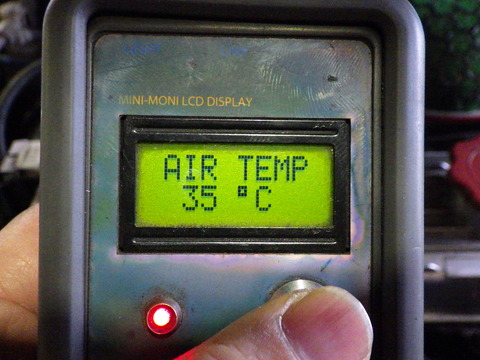 MINI-MONI LCD DISPLAY
AIR TEMP
35 °C